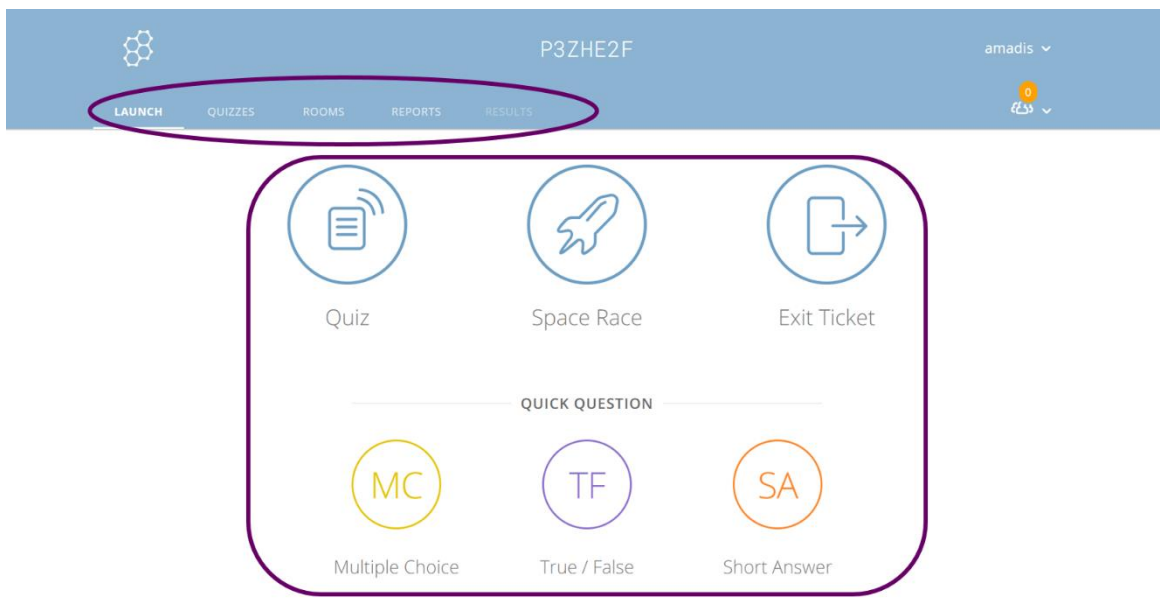 P3ZHE2F
amadis
0
LAUNCH QUIZZES ROOMS REPORTS RESULTS
Quiz Space Race Exit Ticket
QUICK QUESTION
MC TF SA
Multiple Choice True / False Short Answer